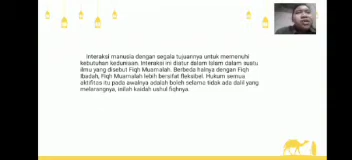 Interaksi manusia dengan segala tujuannya untuk memenuhi
kebutuhan keduniaan. Interaksi ini diatur dalam Islam dalam suatu
ilmu yang disebut Fiqh Muamalah. Berbeda halnya dengan Fiqh
Ibadah, Fiqh Muamalah lebih bersifat fleksibel. Hukum semua
aktifitas itu pada awalnya adalah boleh selama tidak ada dalil yang
melarangnya, inilah kaidah ushul fiqhnya.